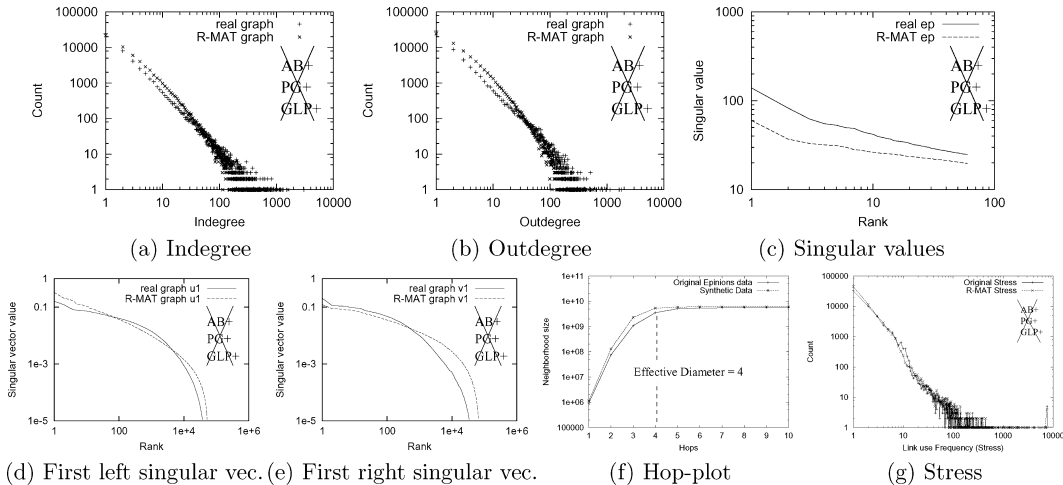 100000
10000
1000
100
10
1
Count
1
10
100
1000
10000
Indegree
real graph
R-MAT graph
AB+
PG+
GLP+
(a) Indegree
100000
10000
1000
100
10
1
Count
1
10
100
1000
10000
Outdegree
real graph
R-MAT graph
AB+
PG+
GLP+
(b) Outdegree
1000
100
10
Singular value
1
10
100
Rank
real ep
R-MAT ep
AB+
PG+
GLP+
(c) Singular values
1
0.1
1e-3
1e-5
Singular vector value
1
100
1e+4
1e+6
Rank
real graph u1
R-MAT graph u1
AB+
PG+
GLP+
(d) First left singular vec.
1
0.1
1e-3
1e-5
Singular vector value
1
100
1e+4
1e+6
Rank
real graph v1
R-MAT graph v1
AB+
PG+
GLP+
(e) First right singular vec.
1e+11
1e+10
1e+09
1e+08
1e+07
1e+06
100000
Neighborhood size
1
2
3
4
5
6
7
8
9
10
Hops
Original Epinions data
Synthetic Data
Effective Diameter = 4
(f) Hop-plot
100000
10000
1000
100
10
1
Count
1
10
100
1000
10000
Link use Frequency (Stress)
Original Stress
R-MAT Stress
AB+
PG+
GLP+
(g) Stress